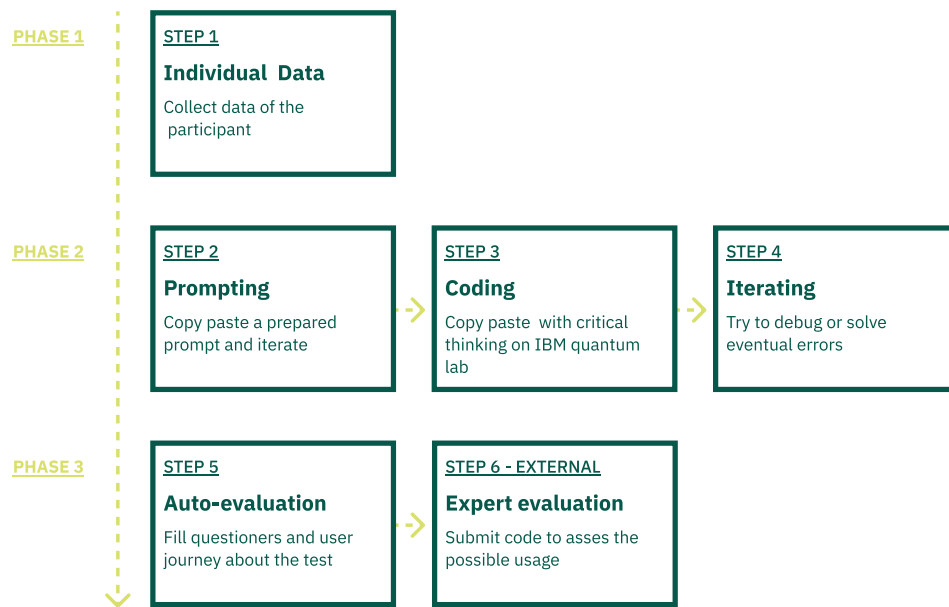 PHASE 1
STEP 1
Individual Data
Collect data of the
participant
PHASE 2
STEP 2
Prompting
Copy paste a prepared
prompt and iterate
STEP 3
Coding
Copy paste with critical
thinking on IBM quantum
lab
STEP 4
Iterating
Try to debug or solve
eventual errors
PHASE 3
STEP 5
Auto-evaluation
Fill questioners and user
journey about the test
STEP 6 - EXTERNAL
Expert evaluation
Submit code to asses the
possible usage